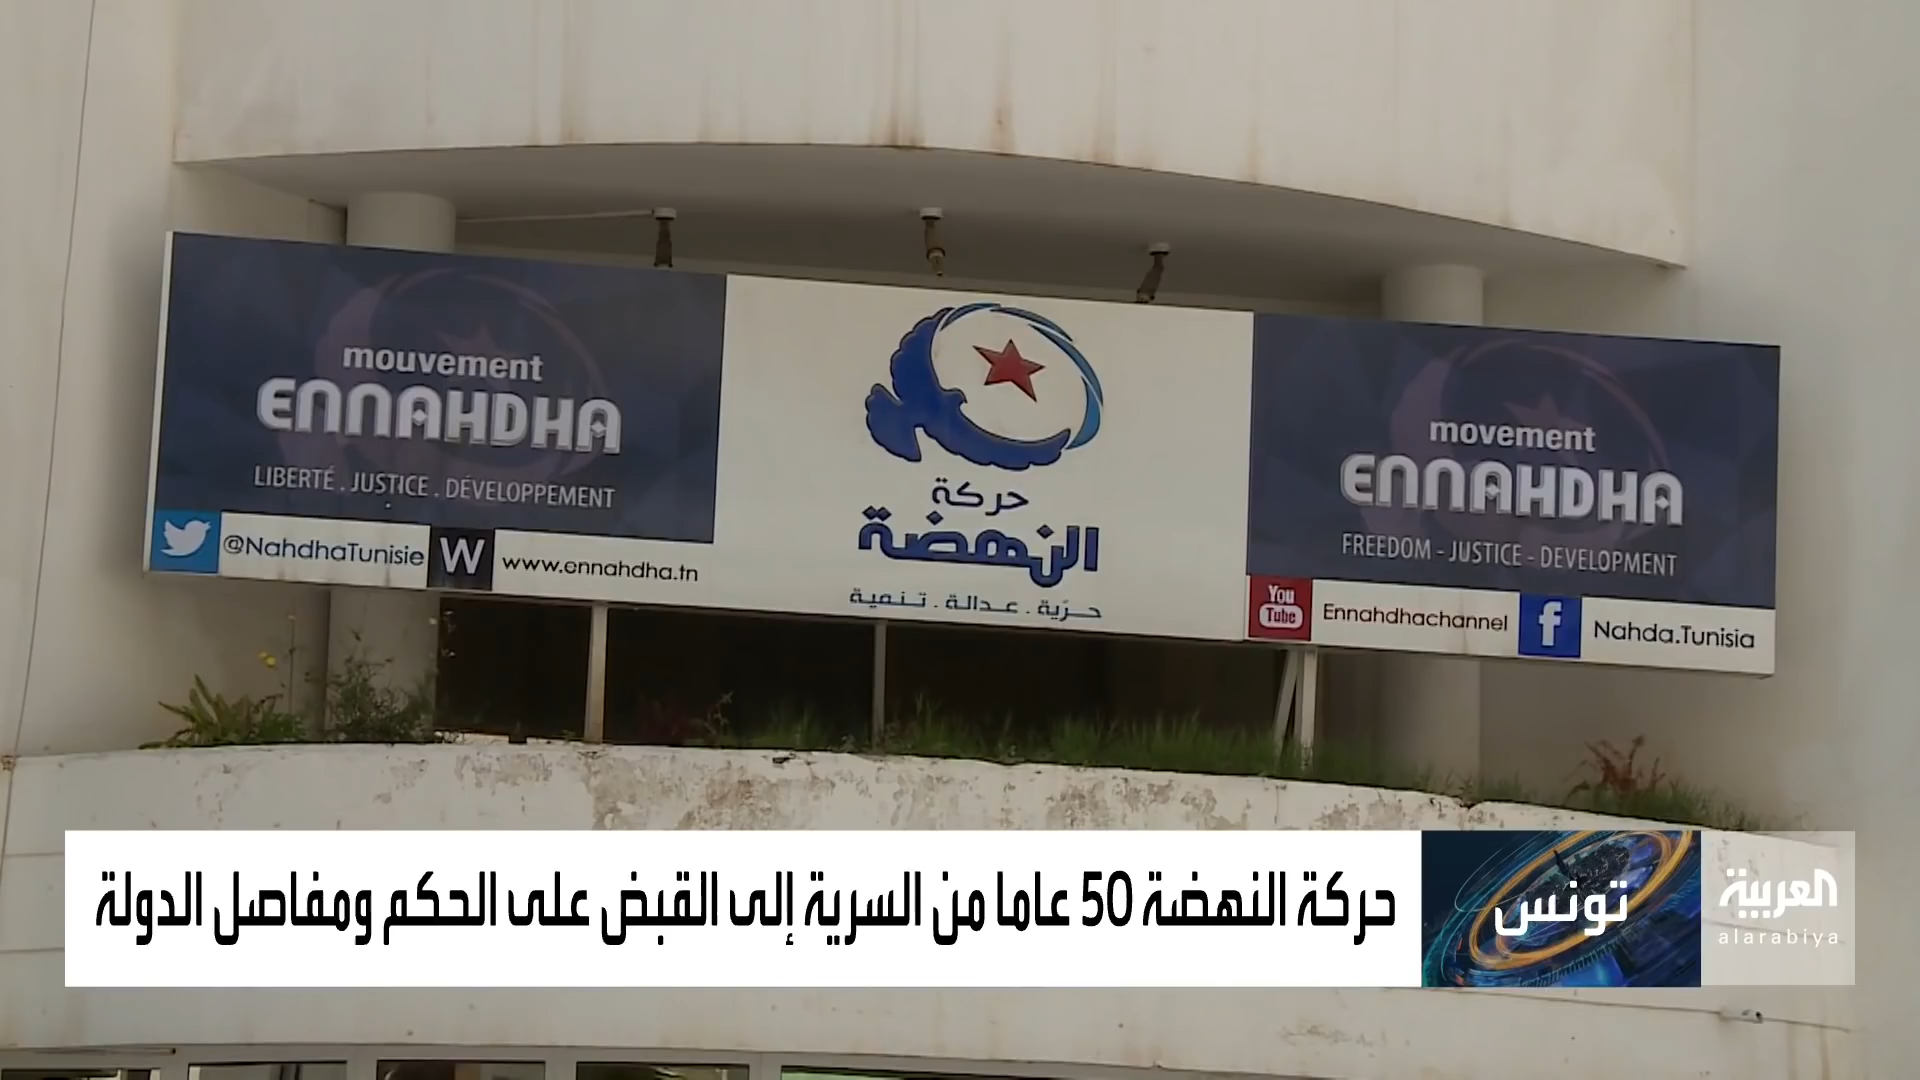 mouvement
ENNAHDHA
LIBERTÉ . JUSTICE . DÉVELOPPEMENT
@NahdhaTunisie
W
www.ennahdha.tn
حركة
النهضة
حرّية . عدالة . تنمية
movement
ENNAHDHA
FREEDOM - JUSTICE - DEVELOPMENT
You
Tube
Ennahdhachannel
f
Nahda.Tunisia
حركة النهضة 50 عاما من السرية إلى القبض على الحكم ومفاصل الدولة
تونس
العربية
alarabiya